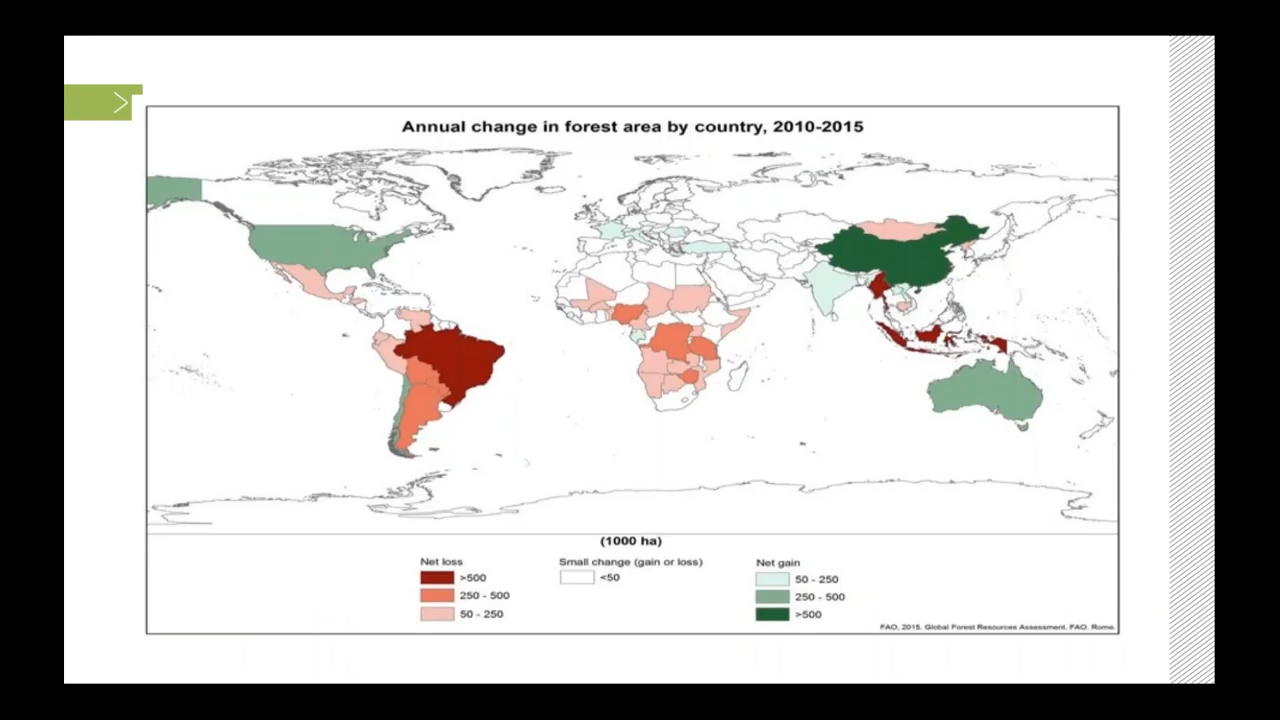 Annual change in forest area by country, 2010-2015
(1000 ha)
Net loss
>500
250 - 500
50 - 250
Small change (gain or loss)
<50
Net gain
50 - 250
250 - 500
>500
FAO, 2015. Global Forest Resources Assessment. FAO. Rome.